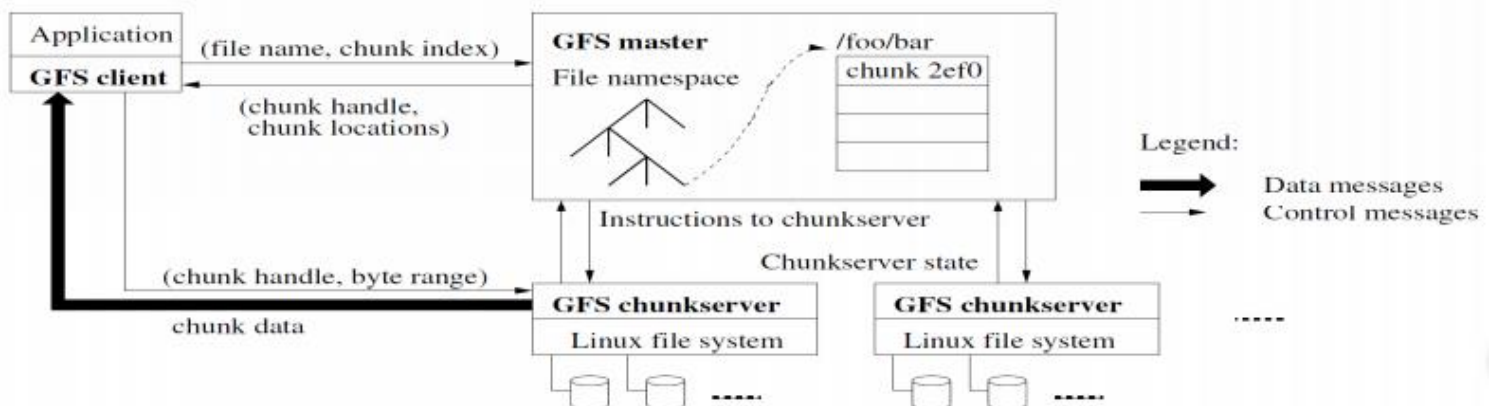 Application
GFS client
(file name, chunk index)
(chunk handle,
chunk locations)
GFS master
File namespace
/foo/bar
chunk 2ef0
Legend:
Data messages
Control messages
Instructions to chunkserver
Chunkserver state
(chunk handle, byte range)
chunk data
GFS chunkserver
Linux file system
GFS chunkserver
Linux file system